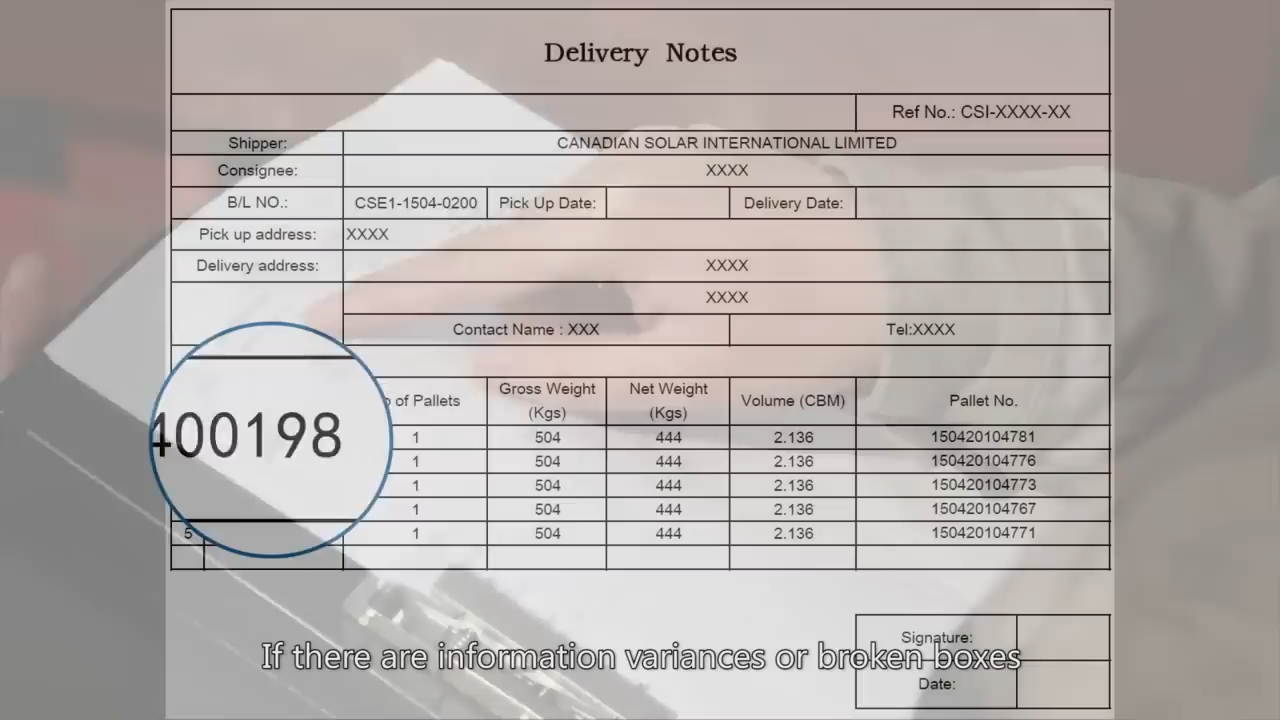 Delivery Notes
Ref No.: CSI-XXXX-XX
Shipper: CANADIAN SOLAR INTERNATIONAL LIMITED
Consignee: XXXX
B/L NO.: CSE1-1504-0200 Pick Up Date: Delivery Date:
Pick up address: XXXX
Delivery address: XXXX
XXXX
Contact Name : XXX Tel:XXXX
of Pallets Gross Weight (Kgs) Net Weight (Kgs) Volume (CBM) Pallet No.
400198
1 504 444 2.136 150420104781
1 504 444 2.136 150420104776
1 504 444 2.136 150420104773
1 504 444 2.136 150420104767
5 1 504 444 2.136 150420104771
Signature:
If there are information variances or broken boxes
Date: